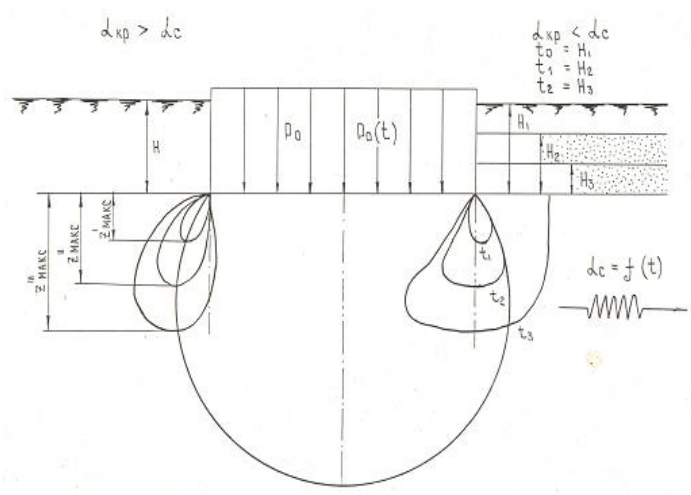 αкр > αс
αкр < αс
t0 = H1
t1 = H2
t2 = H3
H
P0
P0(t)
H1
H2
H3
z' макс
z'' макс
z''' макс
t1
t2
t3
αс = f(t)